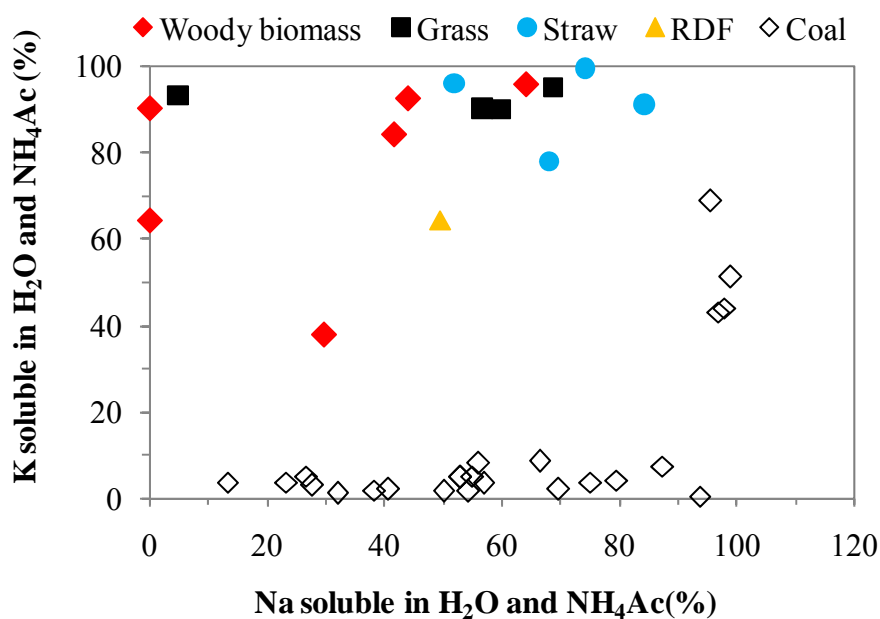 Woody biomass Grass Straw RDF Coal
K soluble in H₂O and NH₄Ac (%)
100
80
60
40
20
0
0 20 40 60 80 100 120
Na soluble in H₂O and NH₄Ac(%)